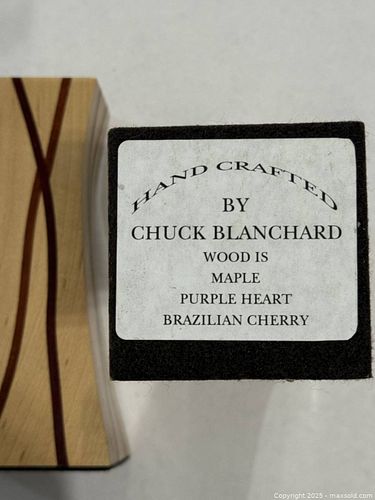 HAND CRAFTED
BY
CHUCK BLANCHARD
WOOD IS
MAPLE
PURPLE HEART
BRAZILIAN CHERRY
Copyright 2025 - maxsold.com